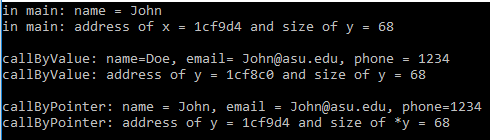 in main: name = John
in main: address of x = 1cf9d4 and size of y = 68
callByValue: name=Doe, email= John@asu.edu, phone = 1234
callByValue: address of y = 1cf8c0 and size of y = 68
callByPointer: name = John, email = John@asu.edu, phone=1234
callByPointer: address of y = 1cf9d4 and size of *y = 68